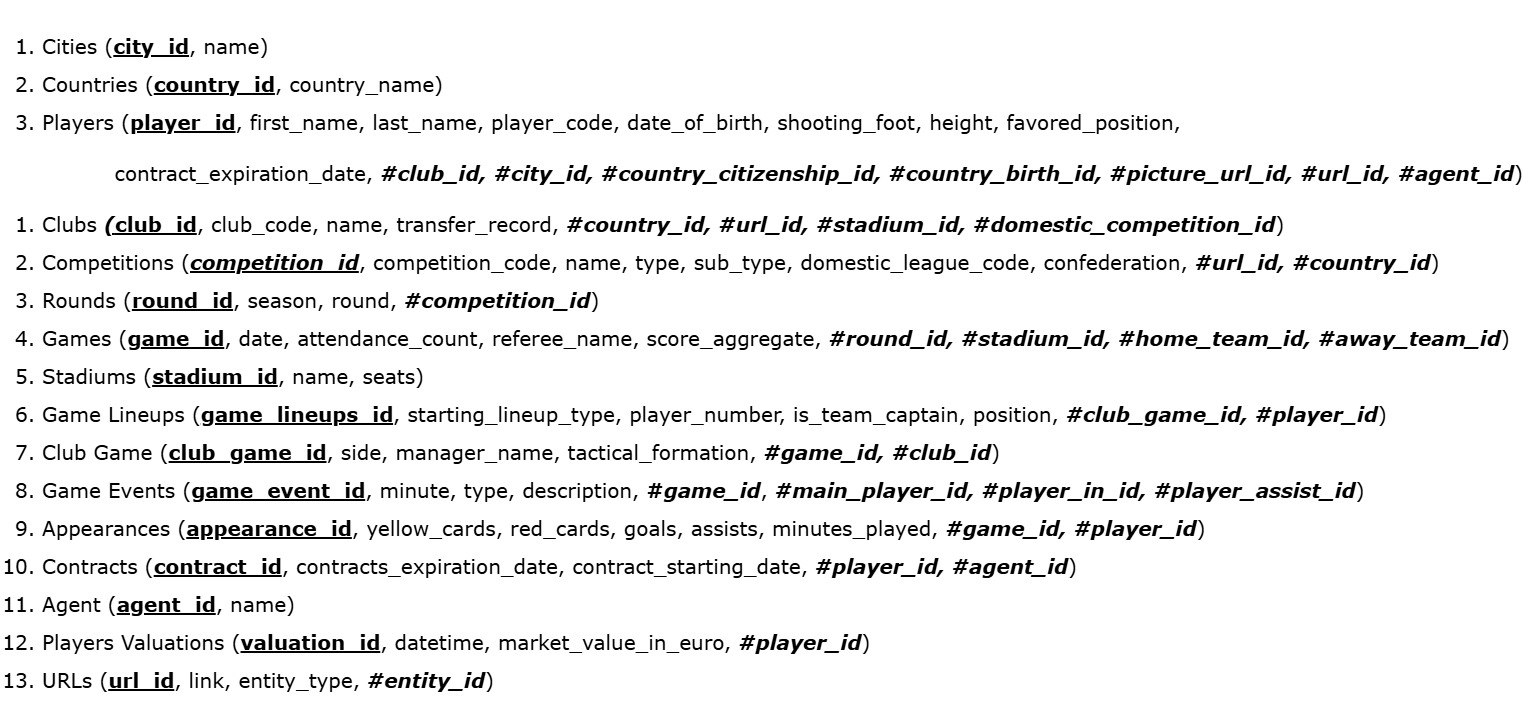 1. Cities (city_id, name)
2. Countries (country_id, country_name)
3. Players (player_id, first_name, last_name, player_code, date_of_birth, shooting_foot, height, favored_position,
contract_expiration_date, #club_id, #city_id, #country_citizenship_id, #country_birth_id, #picture_url_id, #url_id, #agent_id)
1. Clubs (club_id, club_code, name, transfer_record, #country_id, #url_id, #stadium_id, #domestic_competition_id)
2. Competitions (competition_id, competition_code, name, type, sub_type, domestic_league_code, confederation, #url_id, #country_id)
3. Rounds (round_id, season, round, #competition_id)
4. Games (game_id, date, attendance_count, referee_name, score_aggregate, #round_id, #stadium_id, #home_team_id, #away_team_id)
5. Stadiums (stadium_id, name, seats)
6. Game Lineups (game_lineups_id, starting_lineup_type, player_number, is_team_captain, position, #club_game_id, #player_id)
7. Club Game (club_game_id, side, manager_name, tactical_formation, #game_id, #club_id)
8. Game Events (game_event_id, minute, type, description, #game_id, #main_player_id, #player_in_id, #player_assist_id)
9. Appearances (appearance_id, yellow_cards, red_cards, goals, assists, minutes_played, #game_id, #player_id)
10. Contracts (contract_id, contracts_expiration_date, contract_starting_date, #player_id, #agent_id)
11. Agent (agent_id, name)
12. Players Valuations (valuation_id, datetime, market_value_in_euro, #player_id)
13. URLs (url_id, link, entity_type, #entity_id)